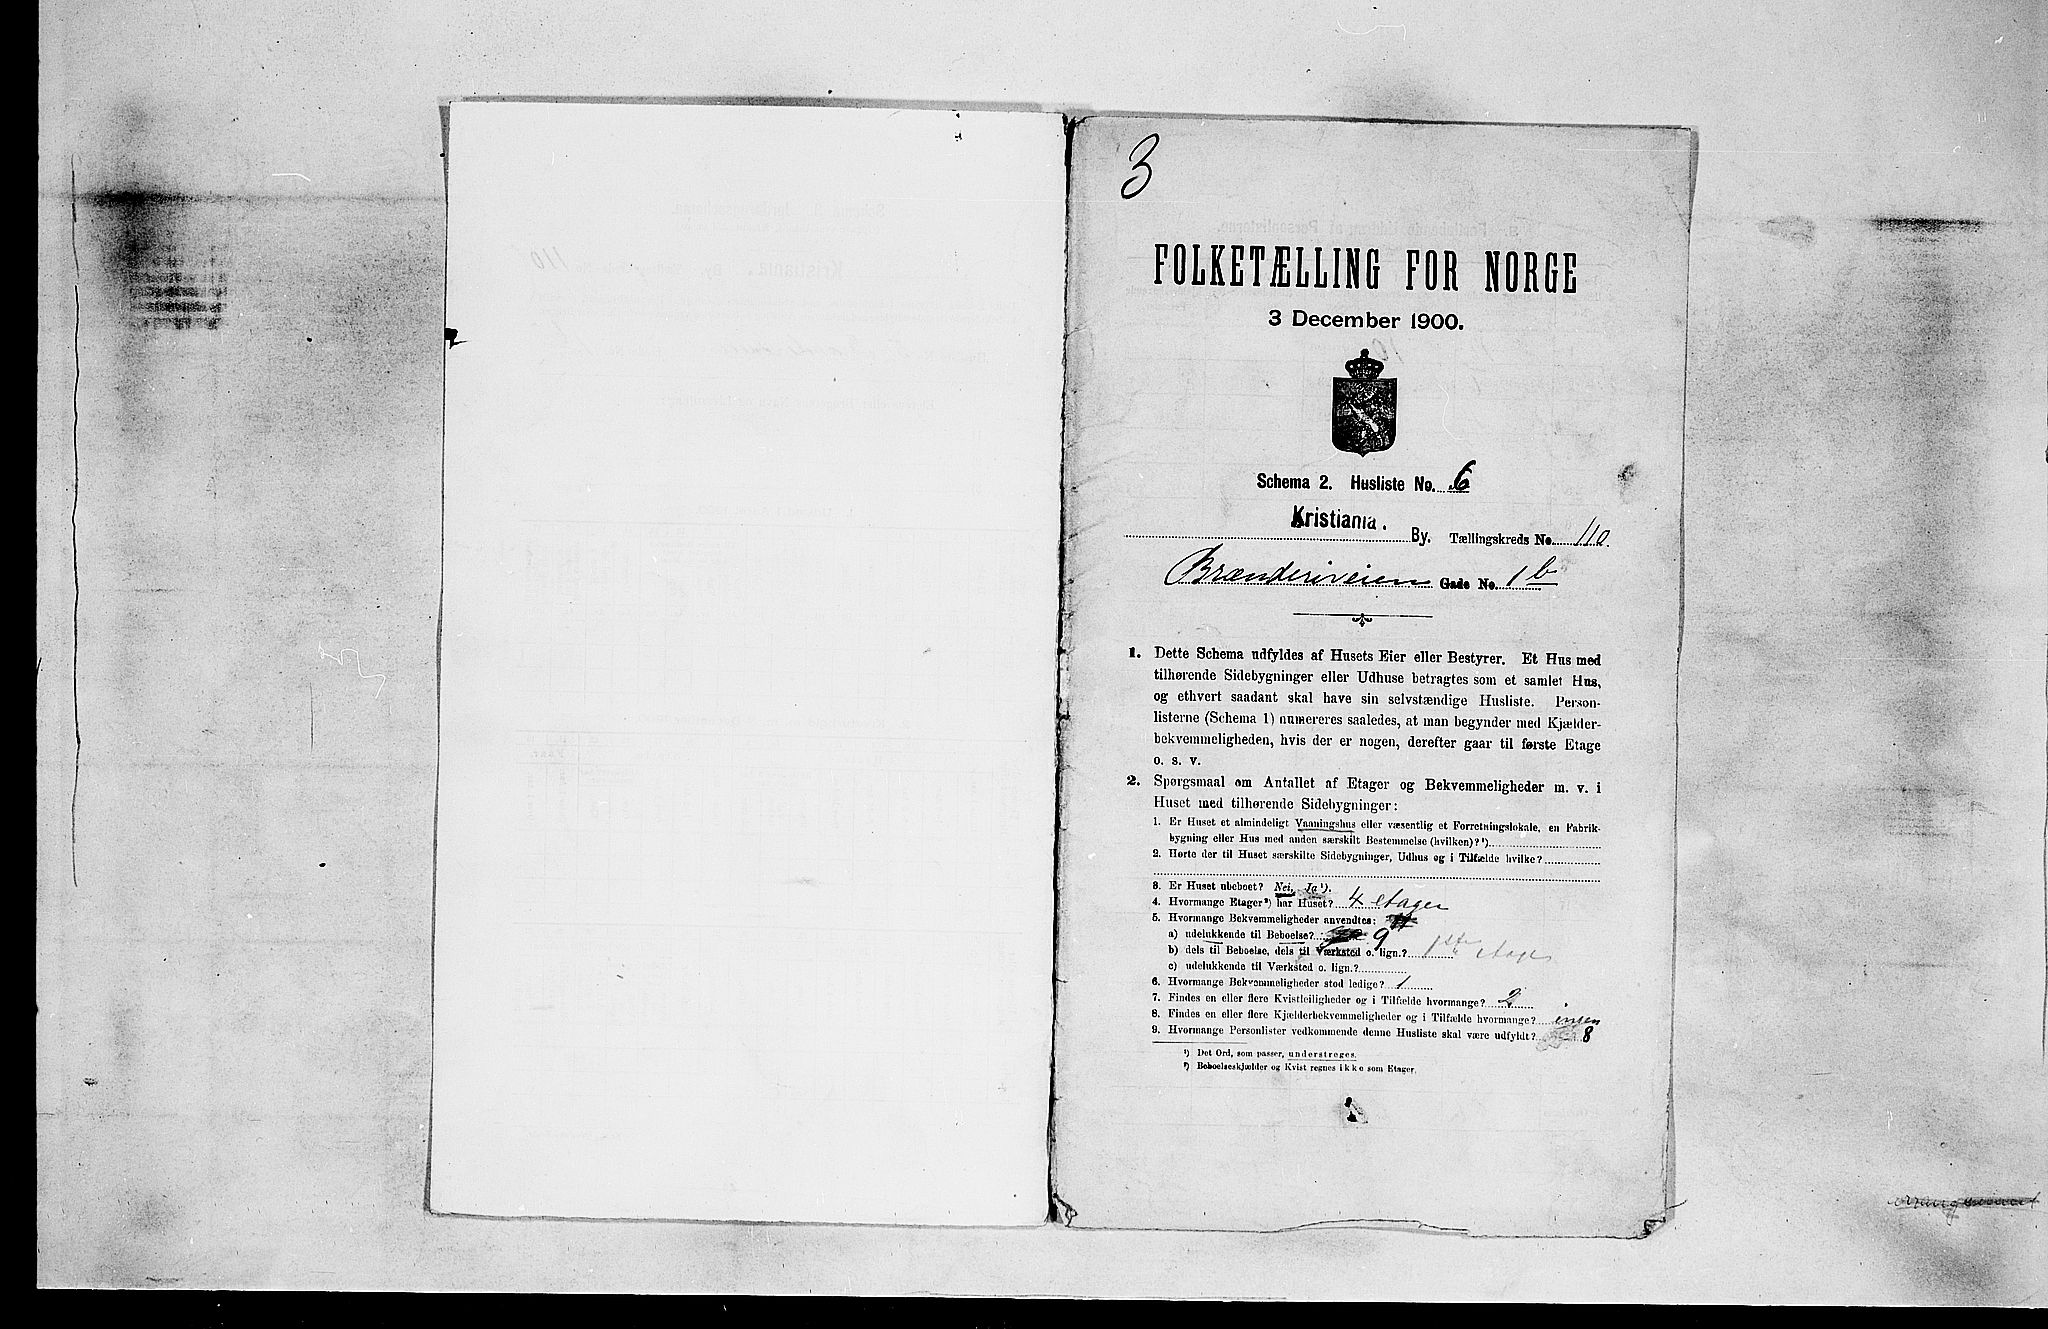 3
FOLKETÆLLING FOR NORGE
3 December 1900.
Schema 2. Husliste No. 6
Kristiania. By. Tællingskreds No. 110.
Brænderiveien Gade No. 1 b
1. Dette Schema udfyldes af Husets Eier eller Bestyrer. Et Hus med
tilhørende Sidebygninger eller Udhuse betragtes som et samlet Hus,
og ethvert saadant skal have sin selvstændige Husliste. Person-
listerne (Schema 1) numereres saaledes, at man begynder med Kjælder-
bekvemmeligheden, hvis der er nogen, derefter gaar til første Etage
o. s. v.
2. Spørgsmaal om Antallet af Etager og Bekvemmeligheder m. v. i
Huset med tilhørende Sidebygninger:
1. Er Huset et almindeligt Vaaningshus eller væsentlig et Forretningslokale, en Fabrik-
bygning eller Hus med anden særskilt Bestemmelse (hvilken)?¹)
2. Hørte der til Huset særskilte Sidebygninger, Udhus og i Tilfælde hvilke?
3. Er Huset ubeboet? Nei, Ja¹).
4. Hvormange Etager²) har Huset? 4 etager
5. Hvormange Bekvemmeligheder anvendtes:
a) udelukkende til Beboelse? 9
b) dels til Beboelse, dels til Værksted o. lign.? 1ste etage
c) udelukkende til Værksted o. lign.?
6. Hvormange Bekvemmeligheder stod ledige? 1
7. Findes en eller flere Kvistleiligheder og i Tilfælde hvormange? 2
8. Findes en eller flere Kjælderbekvemmeligheder og i Tilfælde hvormange? ingen
9. Hvormange Personlister vedkommende denne Husliste skal være udfyldt? 8
¹) Det Ord, som passer, understreges.
²) Beboelseskjælder og Kvist regnes ikke som Etager.